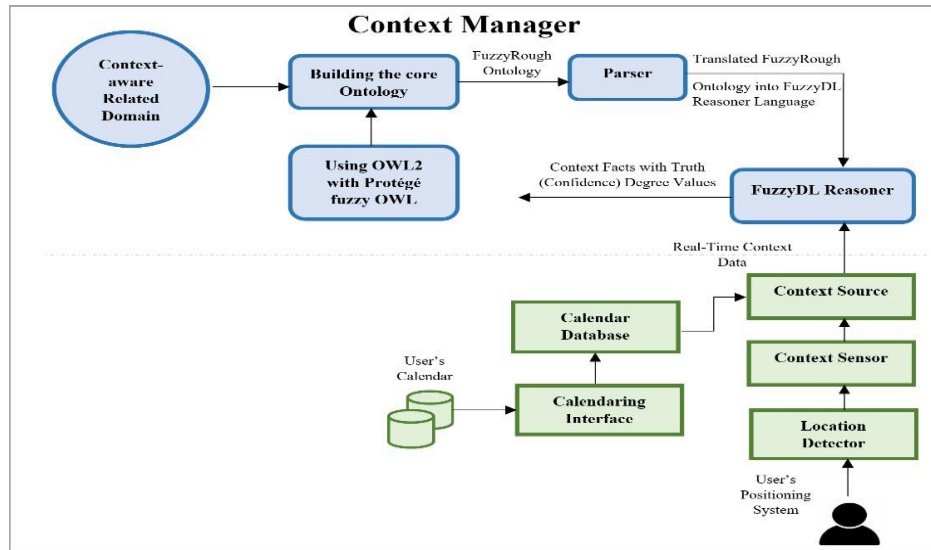 Context Manager
Context-
aware
Related
Domain
Building the core
Ontology
FuzzyRough
Ontology
Parser
Translated FuzzyRough
Ontology into FuzzyDL
Reasoner Language
Using OWL2
with Protégé
fuzzy OWL
Context Facts with Truth
(Confidence) Degree Values
FuzzyDL Reasoner
Real-Time Context
Data
Context Source
Calendar
Database
Context Sensor
User's
Calendar
Calendaring
Interface
Location
Detector
User's
Positioning
System